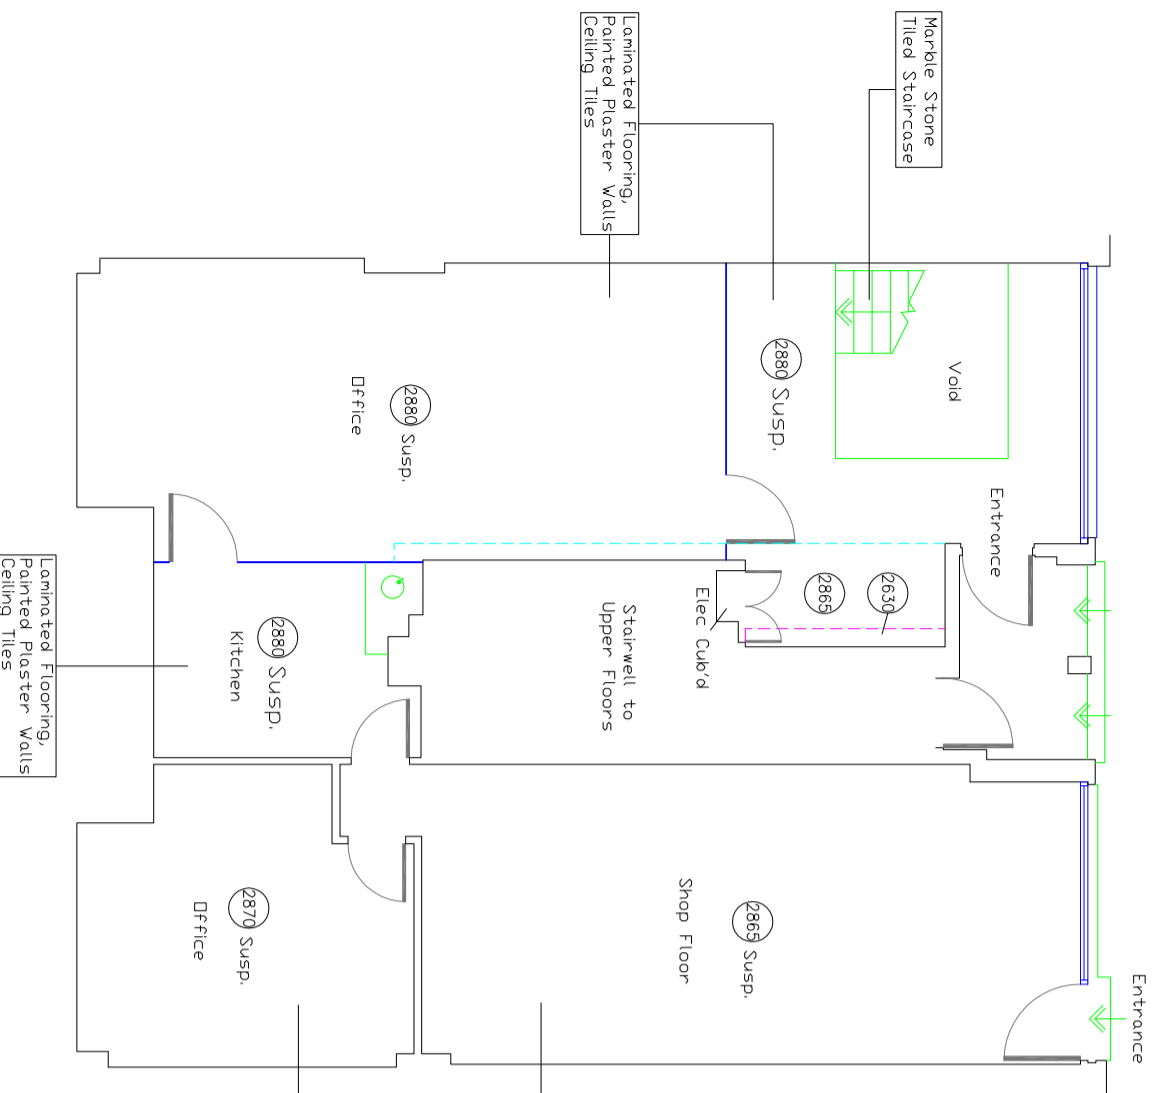 Marble Stone
Tiled Staircase
Laminated Flooring,
Painted Plaster Walls
Ceiling Tiles
Entrance
Void
2880 Susp.
Entrance
2630
2865
Elec Cub'd
Stairwell to
Upper Floors
2880 Susp.
Office
2865 Susp.
Shop Floor
2880 Susp.
Kitchen
2870 Susp.
Office
Laminated Flooring,
Painted Plaster Walls
Ceiling Tiles